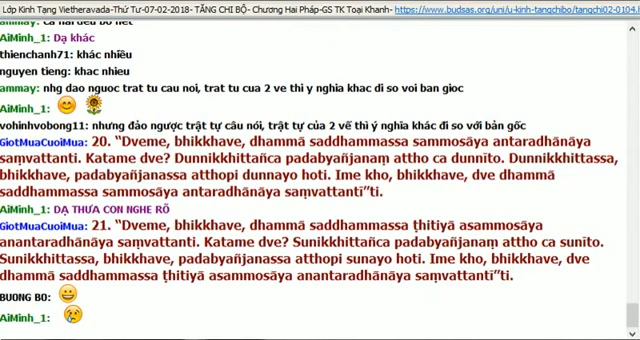 Lớp Kinh Tạng Vietheravada-Thứ Tư-07-02-2018- TĂNG CHI BỘ- Chương Hai Pháp-GS TK Toại Khanh- https://www.budsas.org/uni/u-kinh-tangchibo/tangchi02-0104.h
AiMinh_1: Dạ khác
thienchanh71: khác nhiều
nguyen tieng: khac nhieu
ammay: nhg dao nguoc trat tu cau noi, trat tu cua 2 ve thi y nghia khac di so voi ban gioc
AiMinh_1:
vohinhvobong11: nhưng đảo ngược trật tự câu nói, trật tự của 2 vế thì ý nghĩa khác đi so với bản gốc
GiotMuaCuoiMua: 20. “Dveme, bhikkhave, dhammā saddhammassa sammosāya antaradhānāya
saṃvattanti. Katame dve? Dunnikkhittañca padabyañjanaṃ attho ca dunnīto. Dunnikkhittassa,
bhikkhave, padabyañjanassa atthopi dunnayo hoti. Ime kho, bhikkhave, dve dhammā
saddhammassa sammosāya antaradhānāya saṃvattantī”ti.
AiMinh_1: DẠ THƯA CON NGHE RÕ
GiotMuaCuoiMua: 21. “Dveme, bhikkhave, dhammā saddhammassa ṭhitiyā asammosāya
anantaradhānāya saṃvattanti. Katame dve? Sunikkhittañca padabyañjanaṃ attho ca sunīto.
Sunikkhittassa, bhikkhave, padabyañjanassa atthopi sunayo hoti. Ime kho, bhikkhave, dve
dhammā saddhammassa ṭhitiyā asammosāya anantaradhānāya saṃvattantī”ti.
BUONG BO:
AiMinh_1: